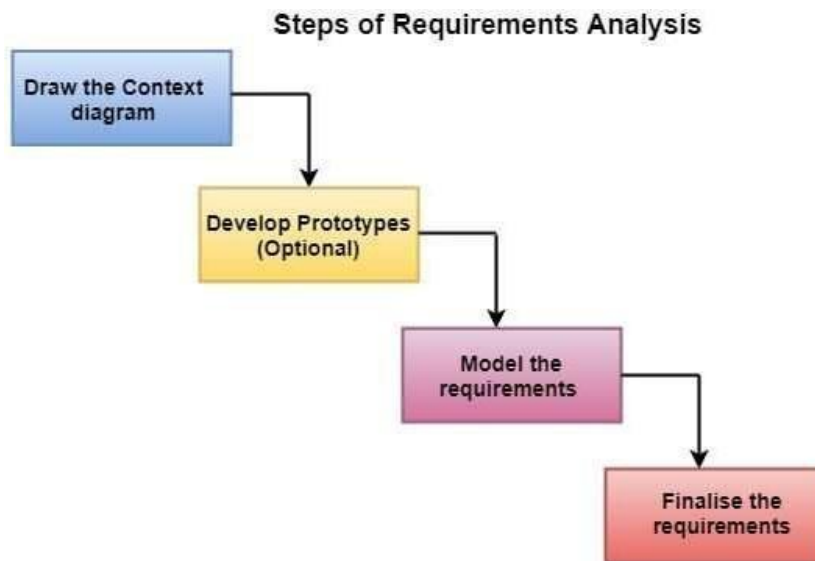 Steps of Requirements Analysis
Draw the Context
diagram
Develop Prototypes
(Optional)
Model the
requirements
Finalise the
requirements